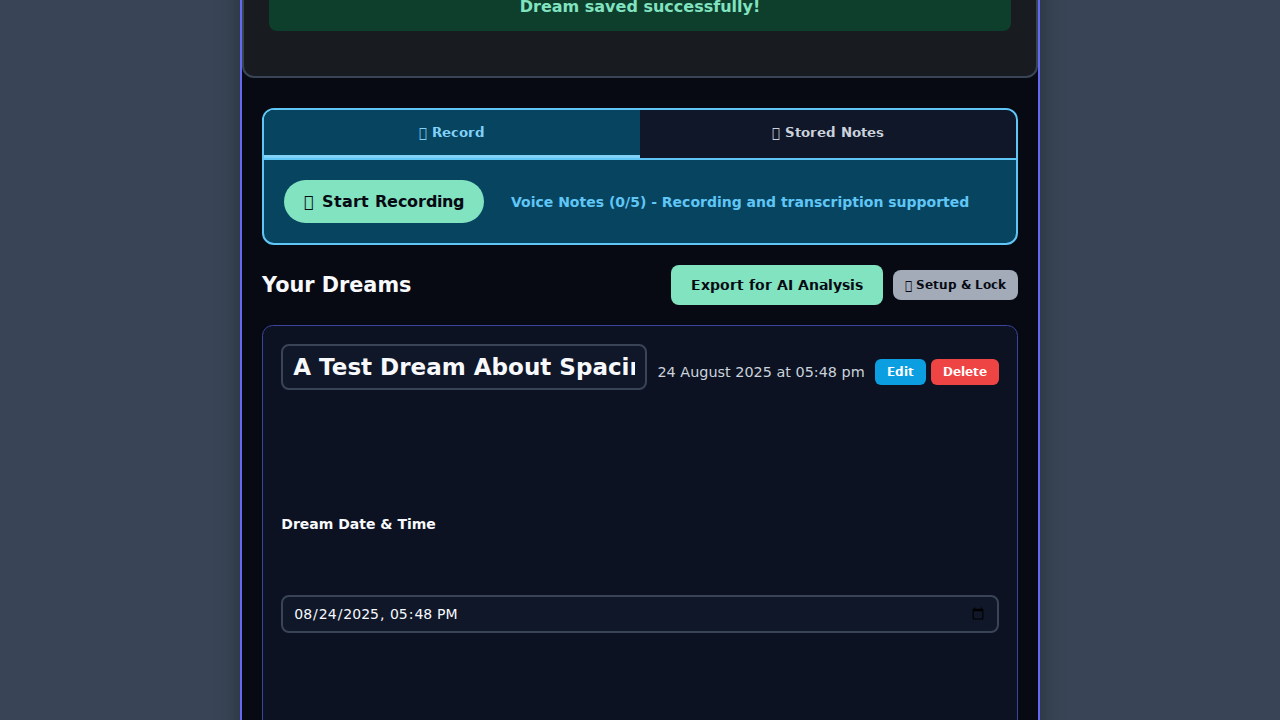 Dream saved successfully!
Record
Stored Notes
Start Recording
Voice Notes (0/5) - Recording and transcription supported
Your Dreams
Export for AI Analysis
Setup & Lock
A Test Dream About Spacin
24 August 2025 at 05:48 pm
Edit
Delete
Dream Date & Time
08/24/2025, 05:48 PM